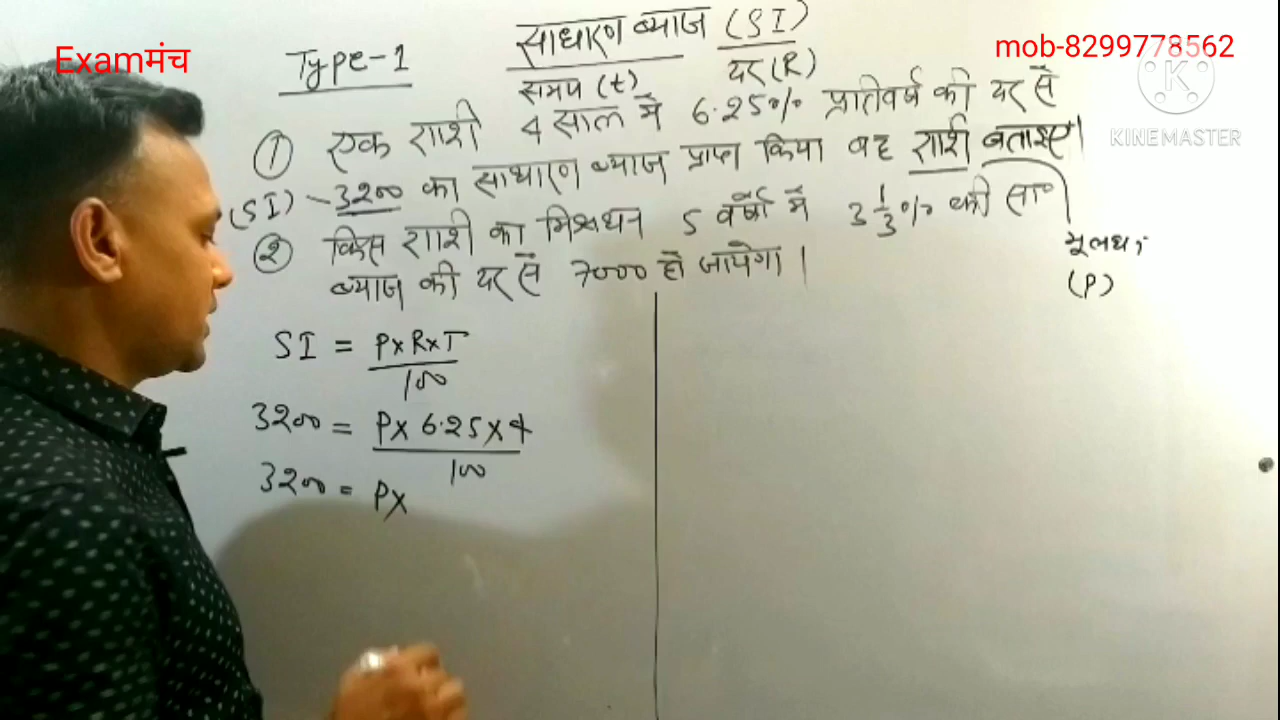 Examमंच
mob-8299778562
KINEMASTER
Type-1
साधारण ब्याज (SI)
समय (t) दर (R)
① एक राशी 4 साल में 6.25% प्रतिवर्ष की दर से
(SI) - 3200 का साधारण ब्याज प्राप्त किया वह राशि बताइए।
② किस राशी का मिश्रधन 5 वर्षों में 3 1/3% की सा०
ब्याज की दर से 7000 हो जायेगा।
मूलधन
(P)
SI = P×R×T/100
3200 = P× 6.25×4/100
3200 = P×